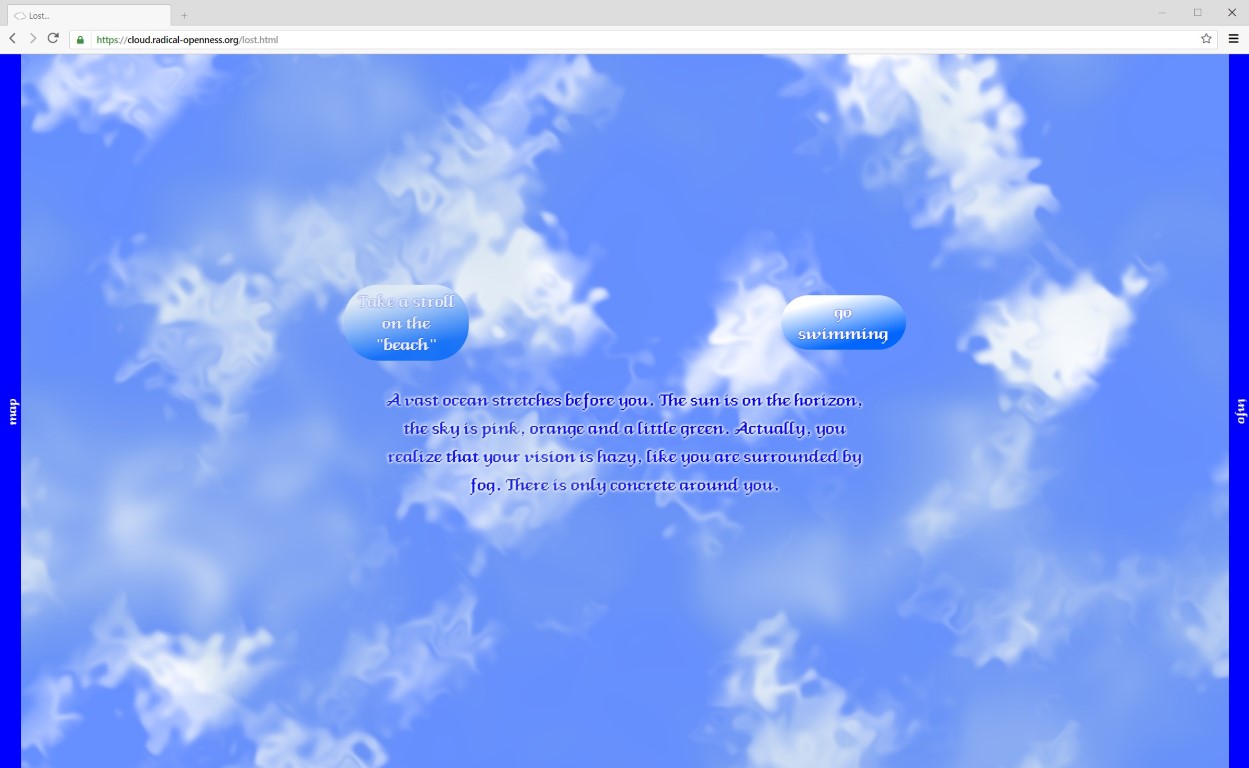 Lost..
https://cloud.radical-openness.org/lost.html
Take a stroll
on the
"beach"
go
swimming
A vast ocean stretches before you. The sun is on the horizon,
the sky is pink, orange and a little green. Actually, you
realize that your vision is hazy, like you are surrounded by
fog. There is only concrete around you.
map
info